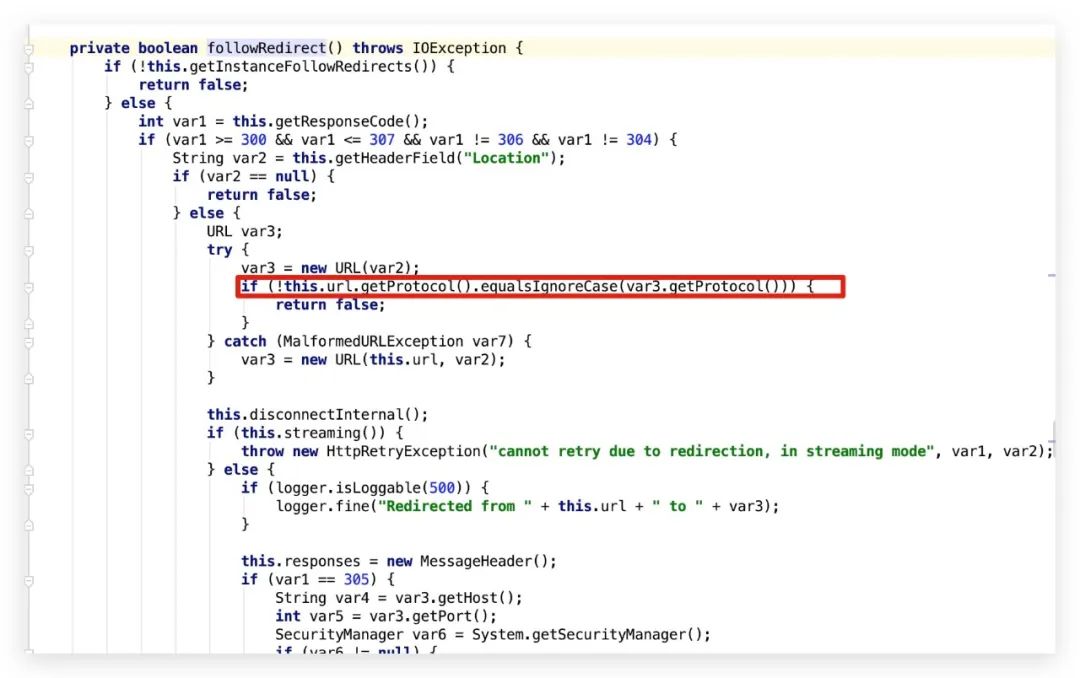 private boolean followRedirect() throws IOException {
if (!this.getInstanceFollowRedirects()) {
return false;
} else {
int var1 = this.getResponseCode();
if (var1 >= 300 && var1 <= 307 && var1 != 306 && var1 != 304) {
String var2 = this.getHeaderField("Location");
if (var2 == null) {
return false;
} else {
URL var3;
try {
var3 = new URL(var2);
if (!this.url.getProtocol().equalsIgnoreCase(var3.getProtocol())) {
return false;
}
} catch (MalformedURLException var7) {
var3 = new URL(this.url, var2);
}
this.disconnectInternal();
if (this.streaming()) {
throw new HttpRetryException("cannot retry due to redirection, in streaming mode", var1, var2);
} else {
if (logger.isLoggable(500)) {
logger.fine("Redirected from " + this.url + " to " + var3);
}
this.responses = new MessageHeader();
if (var1 == 305) {
String var4 = var3.getHost();
int var5 = var3.getPort();
SecurityManager var6 = System.getSecurityManager();
if (var6 != null) {